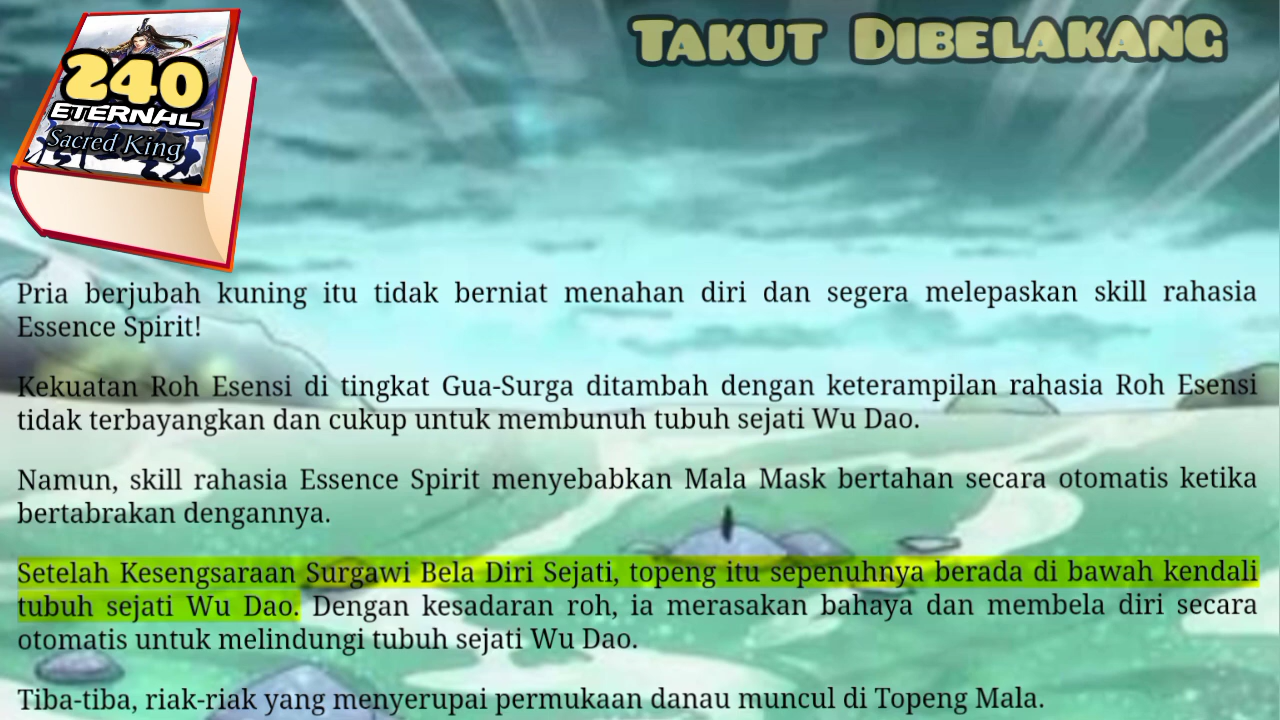 TAKUT DIBELAKANG
240
ETERNAL
Sacred King
Pria berjubah kuning itu tidak berniat menahan diri dan segera melepaskan skill rahasia
Essence Spirit!
Kekuatan Roh Esensi di tingkat Gua-Surga ditambah dengan keterampilan rahasia Roh Esensi
tidak terbayangkan dan cukup untuk membunuh tubuh sejati Wu Dao.
Namun, skill rahasia Essence Spirit menyebabkan Mala Mask bertahan secara otomatis ketika
bertabrakan dengannya.
Setelah Kesengsaraan Surgawi Bela Diri Sejati, topeng itu sepenuhnya berada di bawah kendali
tubuh sejati Wu Dao. Dengan kesadaran roh, ia merasakan bahaya dan membela diri secara
otomatis untuk melindungi tubuh sejati Wu Dao.
Tiba-tiba, riak-riak yang menyerupai permukaan danau muncul di Topeng Mala.